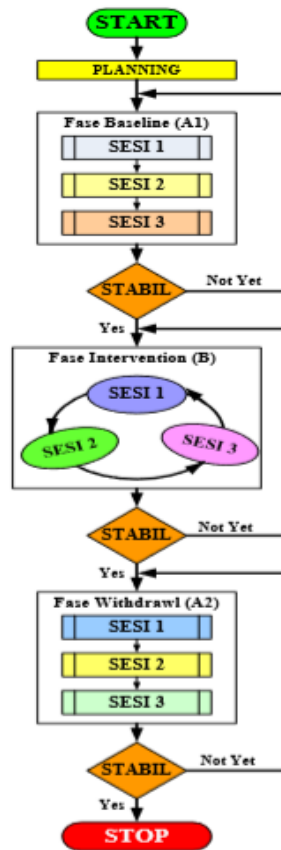 START
PLANNING
Fase Baseline (A1)
SESI 1
SESI 2
SESI 3
STABIL
Not Yet
Yes
Fase Intervention (B)
SESI 1
SESI 2
SESI 3
STABIL
Not Yet
Yes
Fase Withdrawl (A2)
SESI 1
SESI 2
SESI 3
STABIL
Not Yet
Yes
STOP